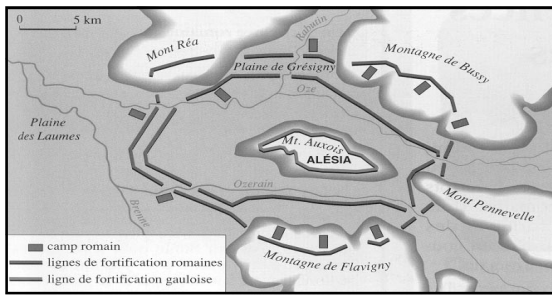 0 5 km
Mont Réa
Rabutin
Montagne de Bussy
Plaine de Grésigny
Oze
Plaine
des Laumes
Mt. Auxois
ALÉSIA
Ozerain
Mont Pennevelle
Brenne
camp romain
lignes de fortification romaines
ligne de fortification gauloise
Montagne de Flavigny